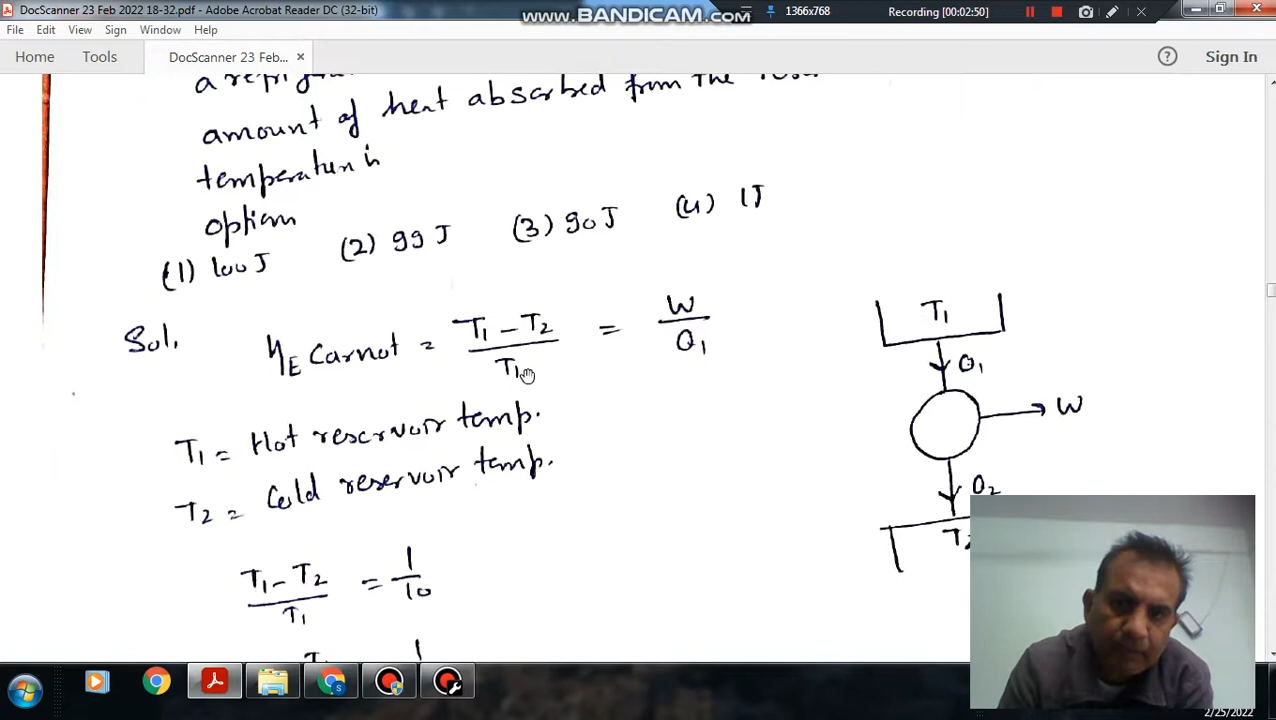 DocScanner 23 Feb 2022 18-32.pdf - Adobe Acrobat Reader DC (32-bit)
www.BANDICAM.com
1366x768
Recording [00:02:50]
File Edit View Sign Window Help
Home Tools DocScanner 23 Feb... × Sign In
amount of heat absorbed from the
temperature is
option
(1) 100 J (2) 99 J (3) 90 J (4) 1J
Sol. ηE Carnot = T1 - T2 / T1 = W / Q1
T1
Q1
W
Q2
T1 = Hot reservoir temp.
T2 = Cold reservoir temp.
T1 - T2 / T1 = 1 / 10
1
2/25/2022